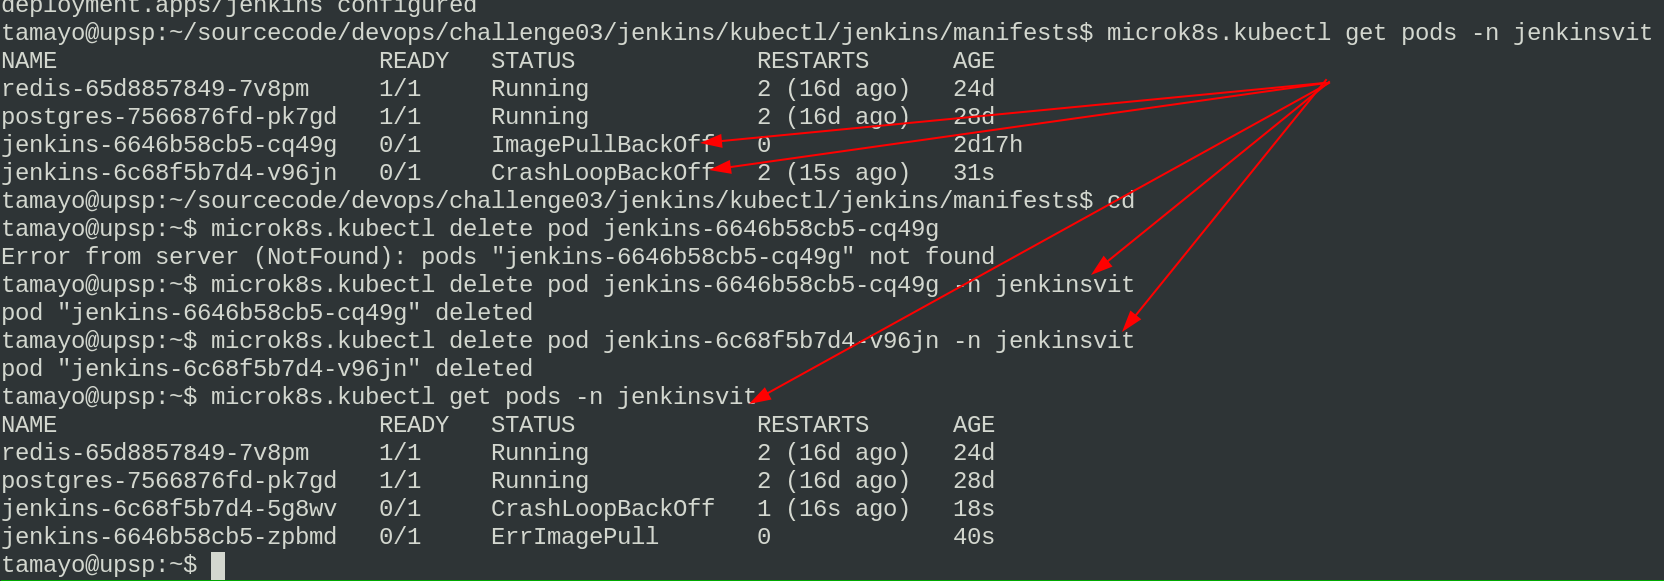 deployment.apps/jenkins configured
tamayo@upsp:~/sourcecode/devops/challenge03/jenkins/kubectl/jenkins/manifests$ microk8s.kubectl get pods -n jenkinsvit
NAME                       READY   STATUS             RESTARTS      AGE
redis-65d8857849-7v8pm     1/1     Running            2 (16d ago)   24d
postgres-7566876fd-pk7gd   1/1     Running            2 (16d ago)   28d
jenkins-6646b58cb5-cq49g   0/1     ImagePullBackOff   0             2d17h
jenkins-6c68f5b7d4-v96jn   0/1     CrashLoopBackOff   2 (15s ago)   31s
tamayo@upsp:~/sourcecode/devops/challenge03/jenkins/kubectl/jenkins/manifests$ cd
tamayo@upsp:~$ microk8s.kubectl delete pod jenkins-6646b58cb5-cq49g
Error from server (NotFound): pods "jenkins-6646b58cb5-cq49g" not found
tamayo@upsp:~$ microk8s.kubectl delete pod jenkins-6646b58cb5-cq49g -n jenkinsvit
pod "jenkins-6646b58cb5-cq49g" deleted
tamayo@upsp:~$ microk8s.kubectl delete pod jenkins-6c68f5b7d4-v96jn -n jenkinsvit
pod "jenkins-6c68f5b7d4-v96jn" deleted
tamayo@upsp:~$ microk8s.kubectl get pods -n jenkinsvit
NAME                       READY   STATUS             RESTARTS      AGE
redis-65d8857849-7v8pm     1/1     Running            2 (16d ago)   24d
postgres-7566876fd-pk7gd   1/1     Running            2 (16d ago)   28d
jenkins-6c68f5b7d4-5g8wv   0/1     CrashLoopBackOff   1 (16s ago)   18s
jenkins-6646b58cb5-zpbmd   0/1     ErrImagePull       0             40s
tamayo@upsp:~$